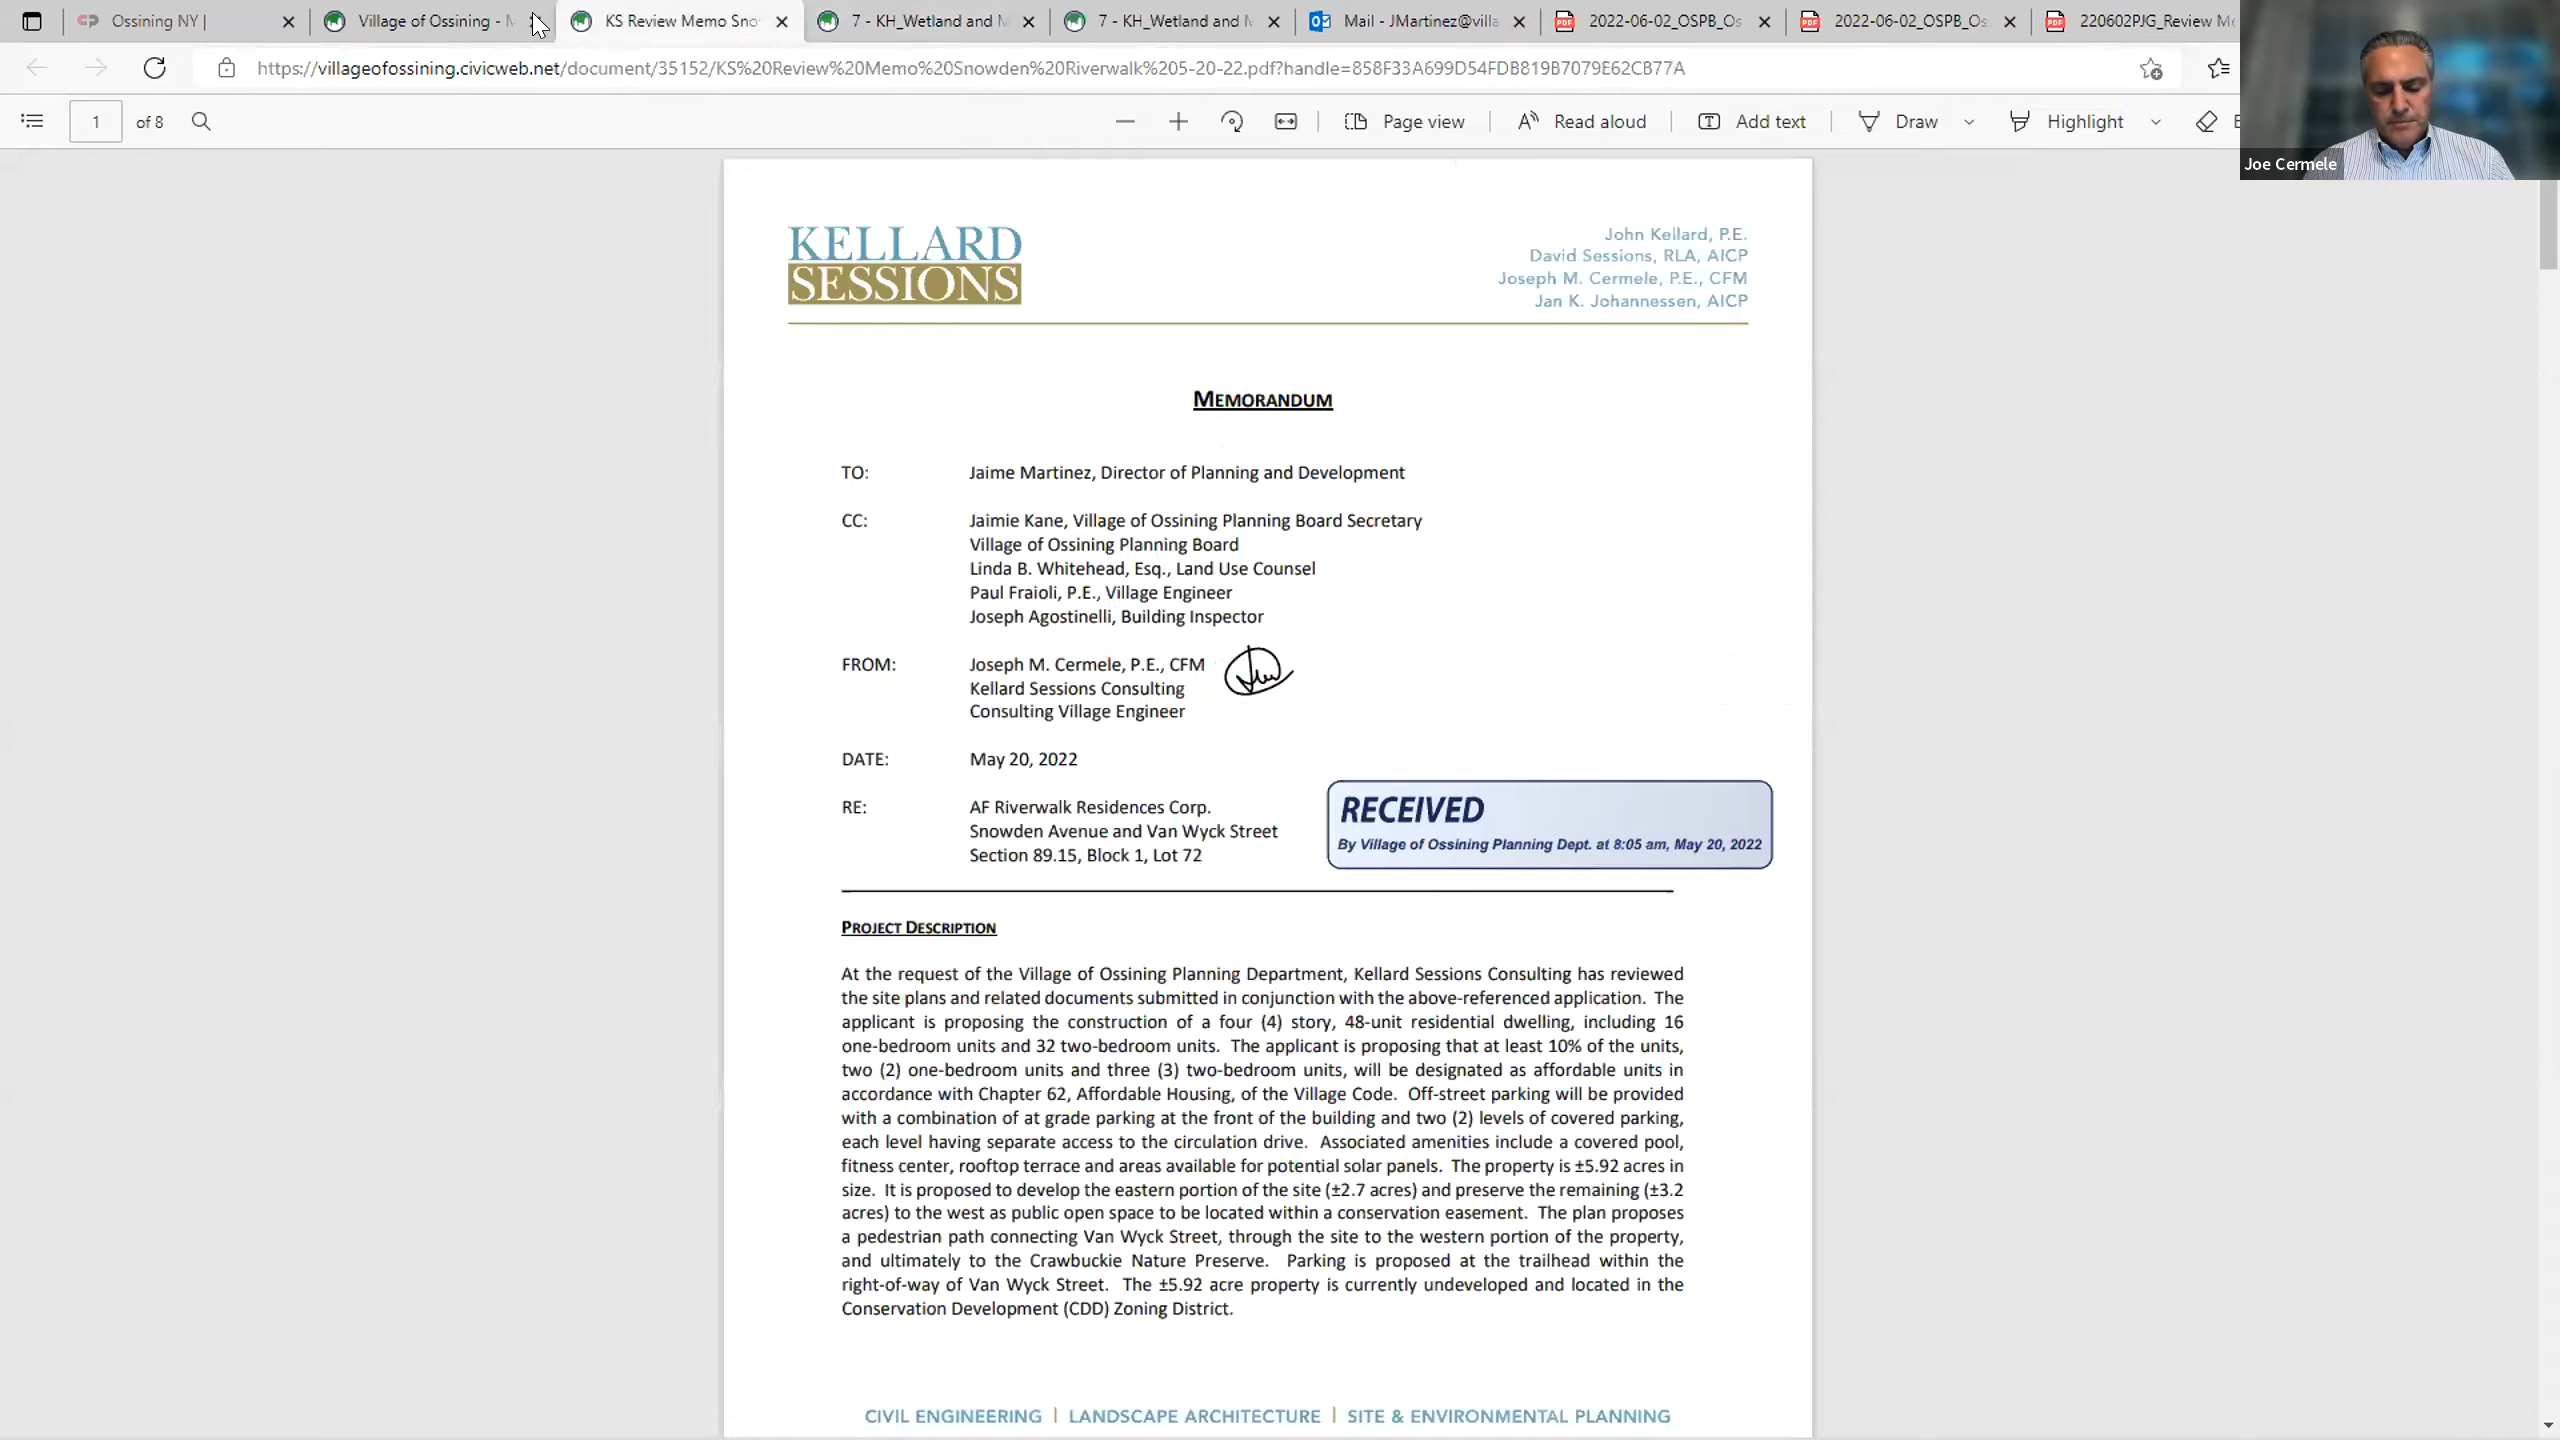 Ossining NY |
Village of Ossining -
KS Review Memo Sno
7 - KH_Wetland and
7 - KH_Wetland and
Mail - JMartinez@villa
2022-06-02_OSPB_Os
2022-06-02_OSPB_Os
220602PJG_Review Me
https://villageofossining.civicweb.net/document/35152/KS%20Review%20Memo%20Snowden%20Riverwalk%205-20-22.pdf?handle=858F33A699D54FDB819B7079E62CB77A
1 of 8
Page view
Read aloud
Add text
Draw
Highlight
Joe Cermele
KELLARD
SESSIONS
John Kellard, P.E.
David Sessions, RLA, AICP
Joseph M. Cermele, P.E., CFM
Jan K. Johannessen, AICP
MEMORANDUM
TO: Jaime Martinez, Director of Planning and Development
CC: Jaimie Kane, Village of Ossining Planning Board Secretary
Village of Ossining Planning Board
Linda B. Whitehead, Esq., Land Use Counsel
Paul Fraioli, P.E., Village Engineer
Joseph Agostinelli, Building Inspector
FROM: Joseph M. Cermele, P.E., CFM
Kellard Sessions Consulting
Consulting Village Engineer
DATE: May 20, 2022
RE: AF Riverwalk Residences Corp.
Snowden Avenue and Van Wyck Street
Section 89.15, Block 1, Lot 72
RECEIVED
By Village of Ossining Planning Dept. at 8:05 am, May 20, 2022
PROJECT DESCRIPTION
At the request of the Village of Ossining Planning Department, Kellard Sessions Consulting has reviewed
the site plans and related documents submitted in conjunction with the above-referenced application. The
applicant is proposing the construction of a four (4) story, 48-unit residential dwelling, including 16
one-bedroom units and 32 two-bedroom units. The applicant is proposing that at least 10% of the units,
two (2) one-bedroom units and three (3) two-bedroom units, will be designated as affordable units in
accordance with Chapter 62, Affordable Housing, of the Village Code. Off-street parking will be provided
with a combination of at grade parking at the front of the building and two (2) levels of covered parking,
each level having separate access to the circulation drive. Associated amenities include a covered pool,
fitness center, rooftop terrace and areas available for potential solar panels. The property is ±5.92 acres in
size. It is proposed to develop the eastern portion of the site (±2.7 acres) and preserve the remaining (±3.2
acres) to the west as public open space to be located within a conservation easement. The plan proposes
a pedestrian path connecting Van Wyck Street, through the site to the western portion of the property,
and ultimately to the Crawbuckie Nature Preserve. Parking is proposed at the trailhead within the
right-of-way of Van Wyck Street. The ±5.92 acre property is currently undeveloped and located in the
Conservation Development (CDD) Zoning District.
CIVIL ENGINEERING | LANDSCAPE ARCHITECTURE | SITE & ENVIRONMENTAL PLANNING